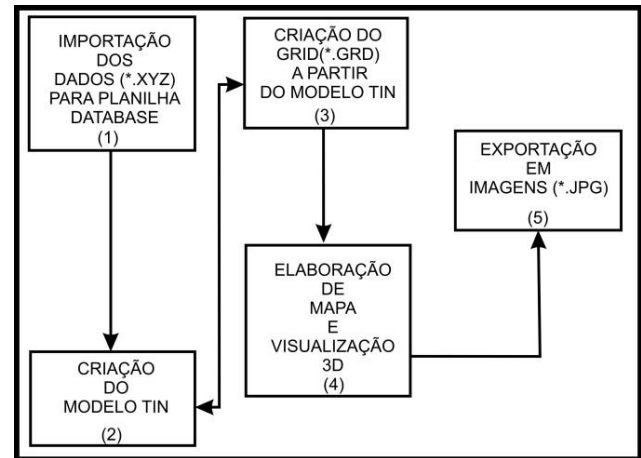 IMPORTAÇÃO
DOS
DADOS (*.XYZ)
PARA PLANILHA
DATABASE
(1)
CRIAÇÃO
DO
MODELO TIN
(2)
CRIAÇÃO DO
GRID(*.GRD)
A PARTIR
DO MODELO TIN
(3)
ELABORAÇÃO
DE
MAPA
E
VISUALIZAÇÃO
3D
(4)
EXPORTAÇÃO
EM
IMAGENS (*.JPG)
(5)